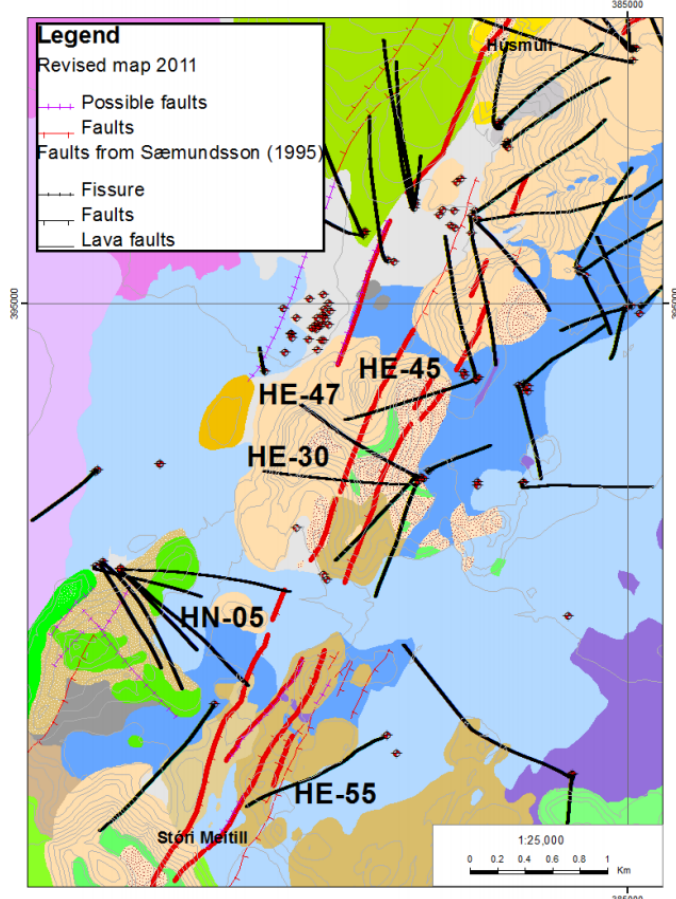 385000
Legend
Revised map 2011
Possible faults
Faults
Faults from Sæmundsson (1995)
Fissure
Faults
Lava faults
Húsmúli
395000
395000
HE-45
HE-47
HE-30
HN-05
HE-55
Stóri Meitill
1:25,000
0 0.2 0.4 0.6 0.8 1
Km
385000